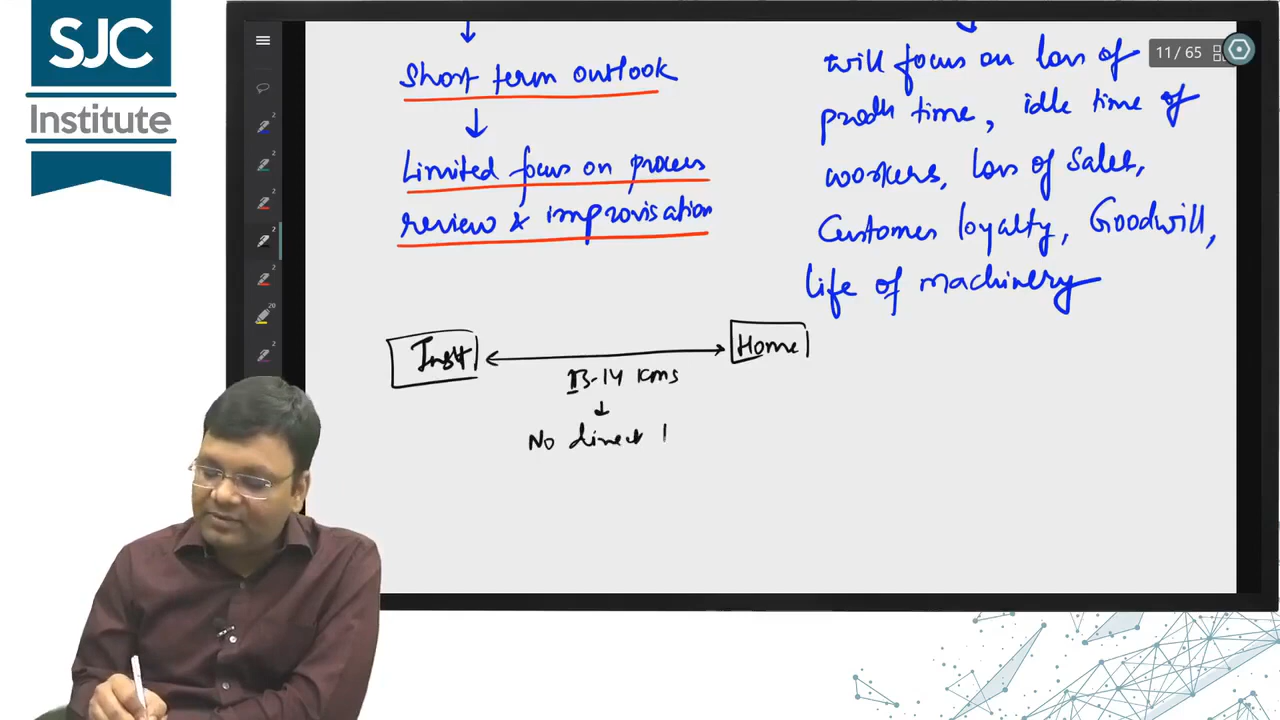 SJC
Institute
11 / 65
Short term outlook
Limited focus on process
review & improvisation
will focus on loss of
prodn time, idle time of
workers, loss of sales,
Customer loyalty, Goodwill,
life of machinery
Instt
Home
13-14 kms
No direct